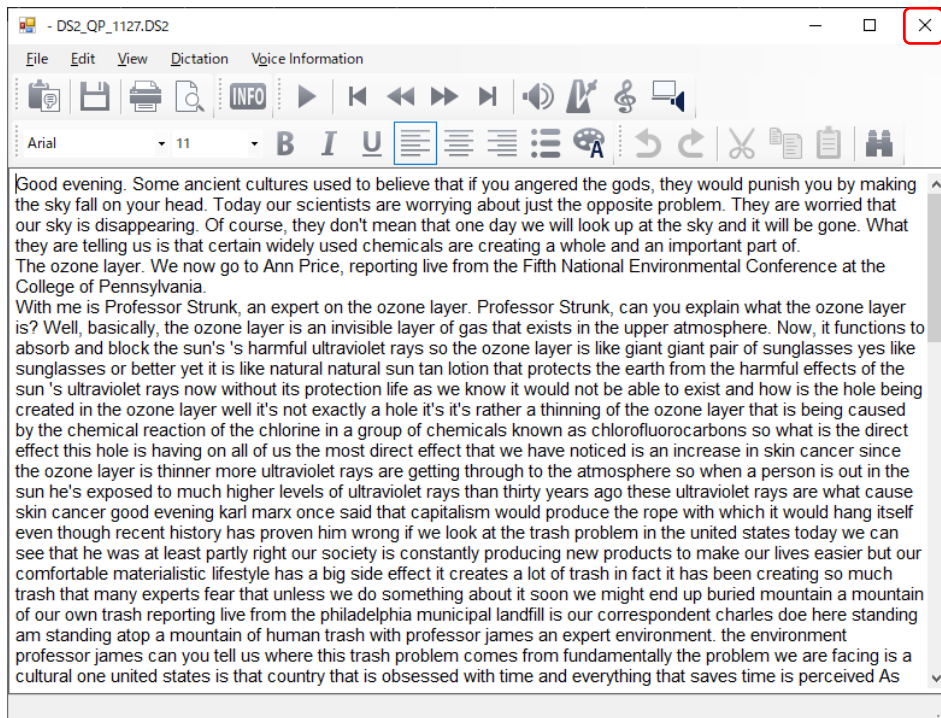 - DS2_QP_1127.DS2
File Edit View Dictation Voice Information
INFO
Arial 11 B I U A
Good evening. Some ancient cultures used to believe that if you angered the gods, they would punish you by making
the sky fall on your head. Today our scientists are worrying about just the opposite problem. They are worried that
our sky is disappearing. Of course, they don't mean that one day we will look up at the sky and it will be gone. What
they are telling us is that certain widely used chemicals are creating a whole and an important part of.
The ozone layer. We now go to Ann Price, reporting live from the Fifth National Environmental Conference at the
College of Pennsylvania.
With me is Professor Strunk, an expert on the ozone layer. Professor Strunk, can you explain what the ozone layer
is? Well, basically, the ozone layer is an invisible layer of gas that exists in the upper atmosphere. Now, it functions to
absorb and block the sun's 's harmful ultraviolet rays so the ozone layer is like giant giant pair of sunglasses yes like
sunglasses or better yet it is like natural natural sun tan lotion that protects the earth from the harmful effects of the
sun 's ultraviolet rays now without its protection life as we know it would not be able to exist and how is the hole being
created in the ozone layer well it's not exactly a hole it's it's rather a thinning of the ozone layer that is being caused
by the chemical reaction of the chlorine in a group of chemicals known as chlorofluorocarbons so what is the direct
effect this hole is having on all of us the most direct effect that we have noticed is an increase in skin cancer since
the ozone layer is thinner more ultraviolet rays are getting through to the atmosphere so when a person is out in the
sun he's exposed to much higher levels of ultraviolet rays than thirty years ago these ultraviolet rays are what cause
skin cancer good evening karl marx once said that capitalism would produce the rope with which it would hang itself
even though recent history has proven him wrong if we look at the trash problem in the united states today we can
see that he was at least partly right our society is constantly producing new products to make our lives easier but our
comfortable materialistic lifestyle has a big side effect it creates a lot of trash in fact it has been creating so much
trash that many experts fear that unless we do something about it soon we might end up buried mountain a mountain
of our own trash reporting live from the philadelphia municipal landfill is our correspondent charles doe here standing
am standing atop a mountain of human trash with professor james an expert environment. the environment
professor james can you tell us where this trash problem comes from fundamentally the problem we are facing is a
cultural one united states is that country that is obsessed with time and everything that saves time is perceived As